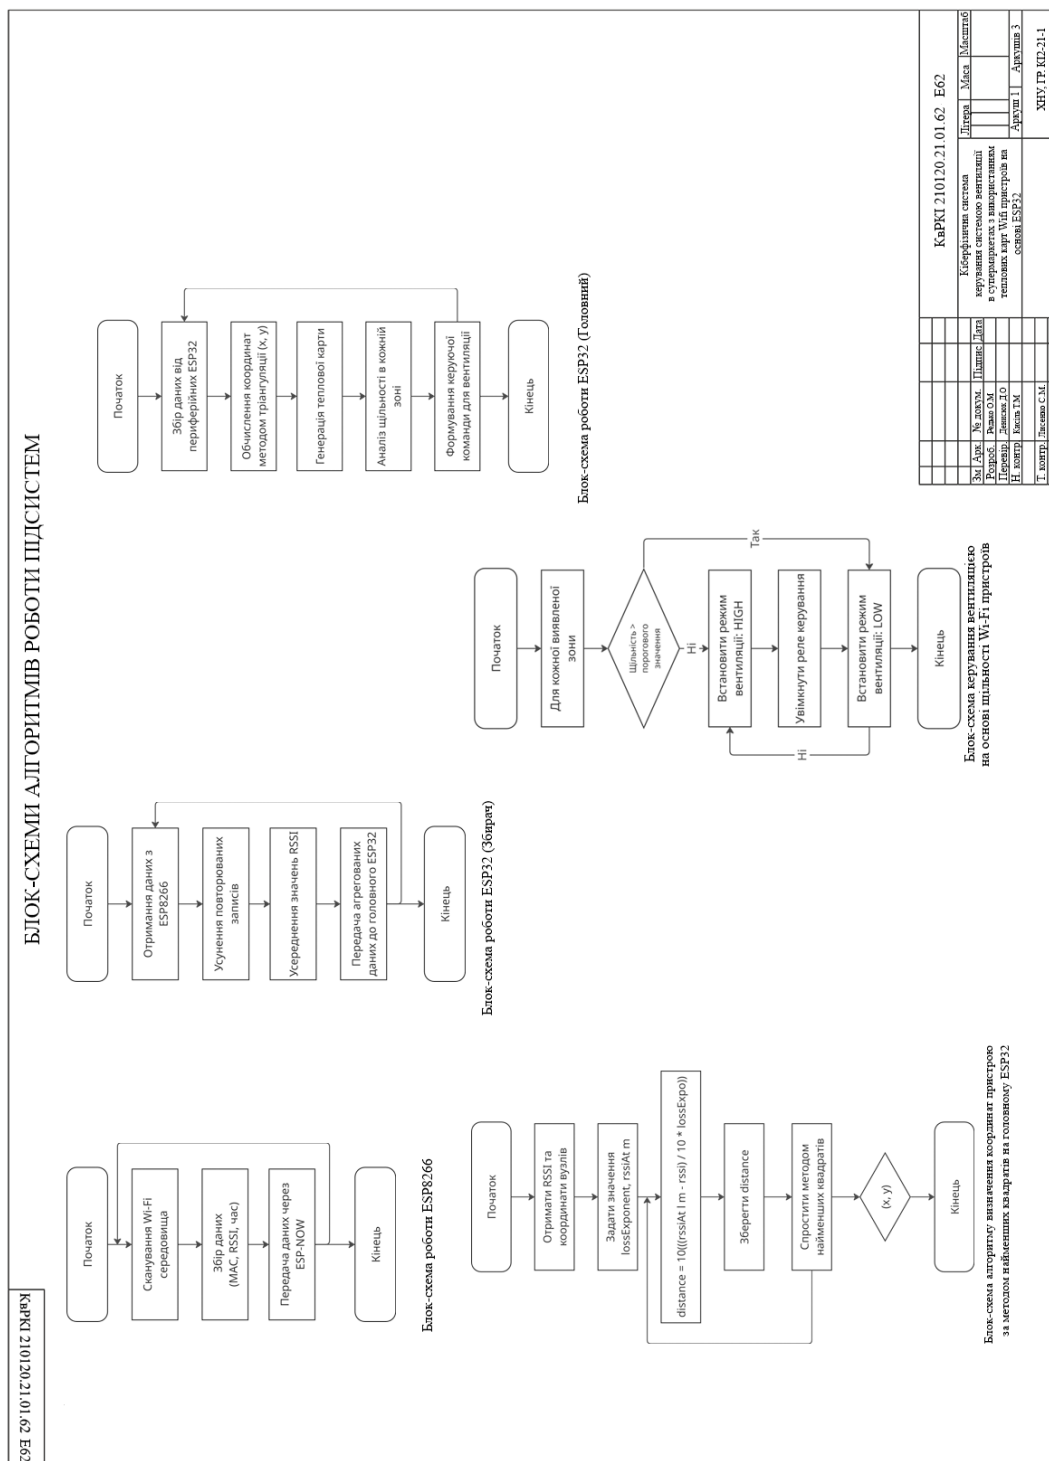 КвРКІ 210120.21.01.62 Е62
БЛОК-СХЕМИ АЛГОРИТМІВ РОБОТИ ПІДСИСТЕМ
Початок
Сканування Wi-Fi
середовища
Збір даних
(MAC, RSSI, час)
Передача даних через
ESP-NOW
Кінець
Блок-схема роботи ESP8266
Початок
Отримання даних з
ESP8266
Усунення повторюваних
записів
Усереднення значень RSSI
Передача агрегованих
даних до головного ESP32
Кінець
Блок-схема роботи ESP32 (Збирач)
Початок
Збір даних від
периферійних ESP32
Обчислення координат
методом тріангуляції (x, y)
Генерація теплової карти
Аналіз щільності в кожній
зоні
Формування керуючої
команди для вентиляції
Кінець
Блок-схема роботи ESP32 (Головний)
Початок
Отримати RSSI та
координати вузлів
Задати значення
lossExponent, rssiAt m
distance = 10(((rssiAt l m - rssi) / 10 * lossExpo))
Зберегти distance
Спростити методом
найменших квадратів
(x, y)
Кінець
Блок-схема алгоритму визначення координат пристрою
за методом найменших квадратів на головному ESP32
Початок
Для кожної виявленої
зони
Щільність >
порогового
значення
Так
Ні
Встановити режим
вентиляції: HIGH
Увімкнути реле керування
Встановити режим
вентиляції: LOW
Ні
Кінець
Блок-схема керування вентиляцією
на основі щільності Wi-Fi пристроїв
КвРКІ 210120.21.01.62 Е62
Зм Арк. № докум. Підпис Дата
Розроб. Редько О.М
Перевір. Денисюк Д.О
Н. контр Кисіль Т.М
Т. контр. Лисенко С.М.
Кіберфізична система
керування системою вентиляції
в супермаркетах з використанням
теплових карт Wifi пристроїв на
основі ESP32
Літера Маса Масштаб
Аркуш 1 Аркушів 3
ХНУ, ГР. КІ2-21-1